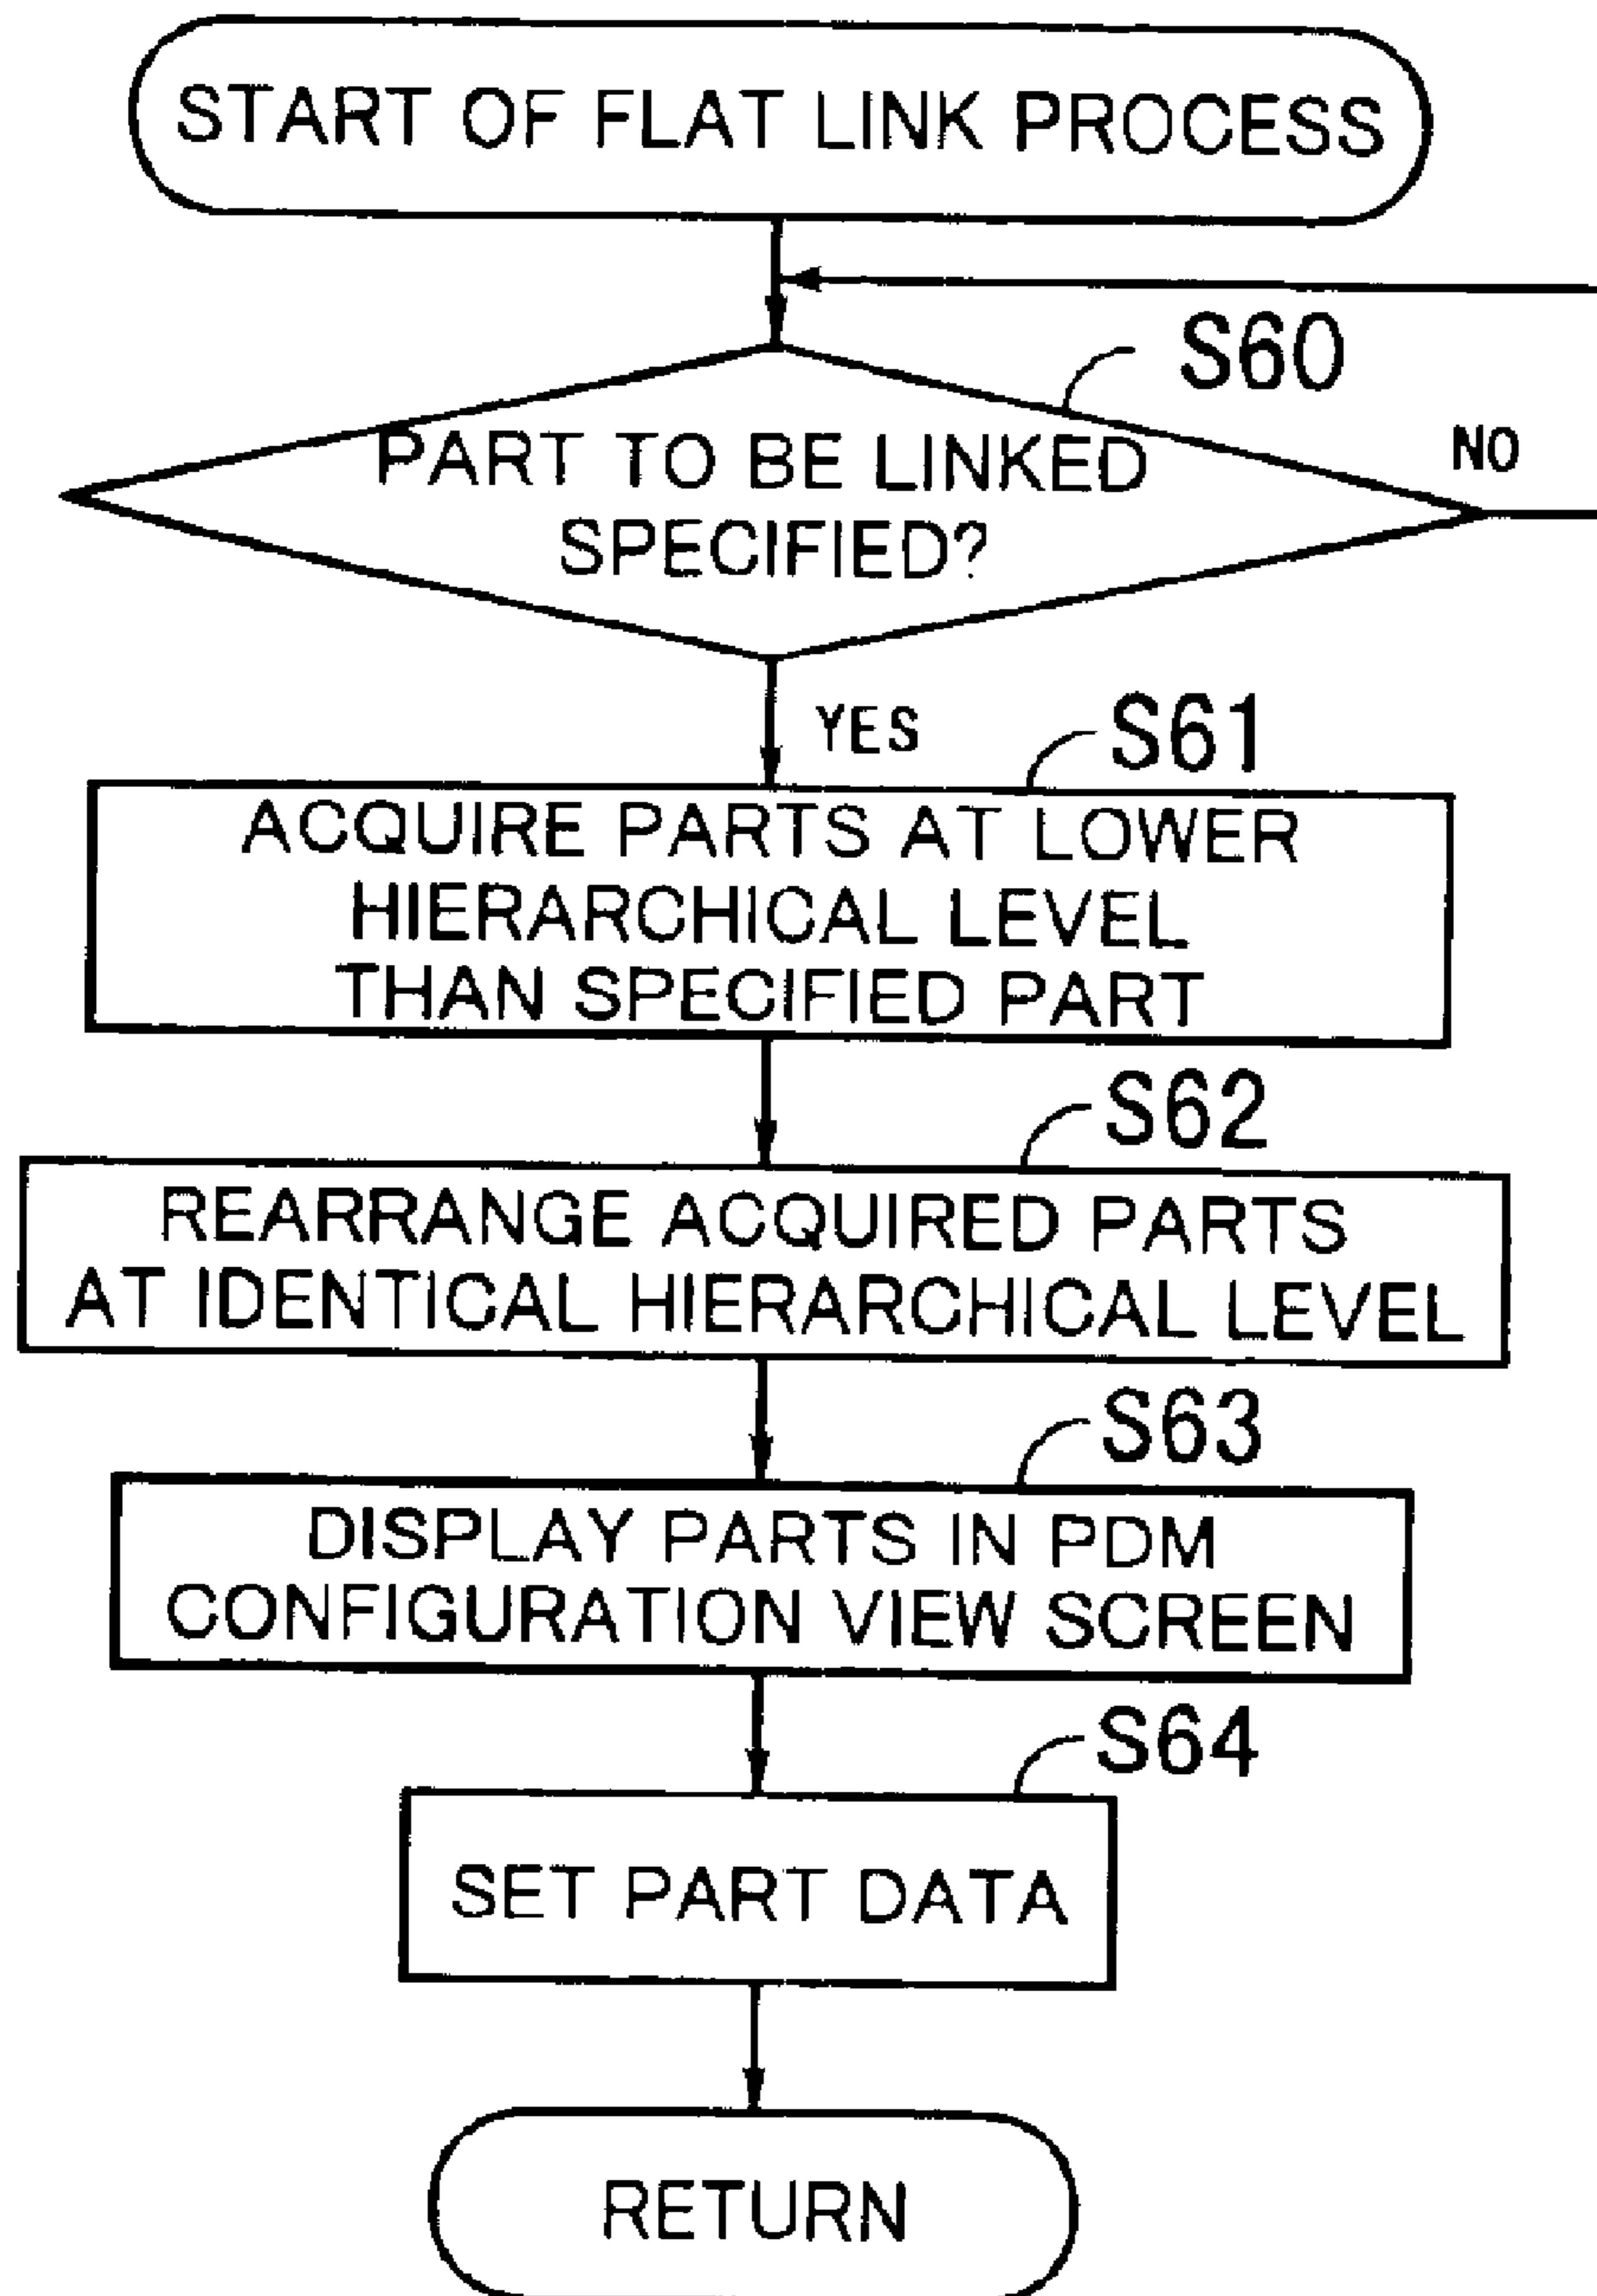 START OF FLAT LINK PROCESS
S60
PART TO BE LINKED
SPECIFIED?
NO
YES
S61
ACQUIRE PARTS AT LOWER
HIERARCHICAL LEVEL
THAN SPECIFIED PART
S62
REARRANGE ACQUIRED PARTS
AT IDENTICAL HIERARCHICAL LEVEL
S63
DISPLAY PARTS IN PDM
CONFIGURATION VIEW SCREEN
S64
SET PART DATA
RETURN